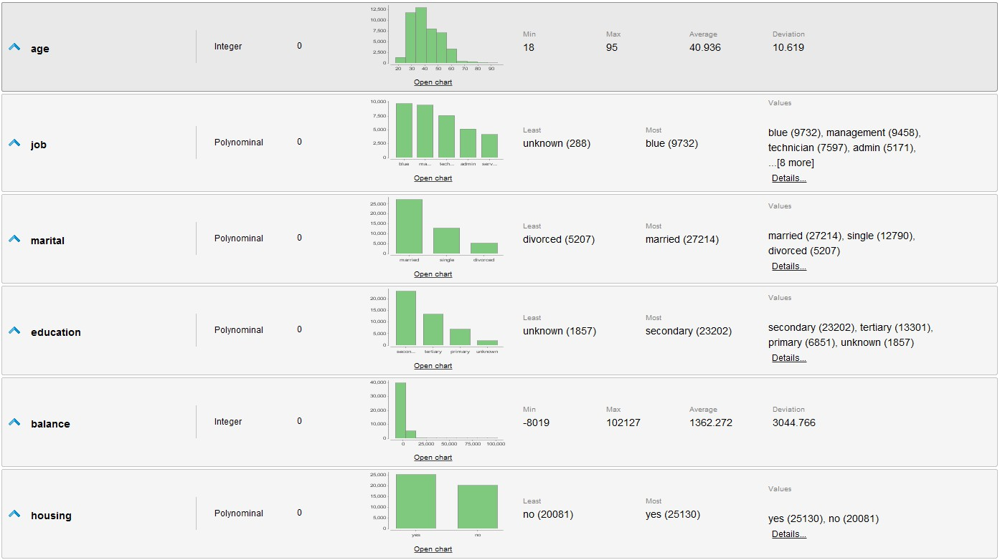 age
Integer
0
12,500
10,000
7,500
5,000
2,500
0
20 30 40 50 60 70 80 90
Open chart
Min
18
Max
95
Average
40.936
Deviation
10.619
job
Polynominal
0
10,000
7,500
5,000
2,500
0
blue ma... tech... admin serv...
Open chart
Least
unknown (288)
Most
blue (9732)
Values
blue (9732), management (9458),
technician (7597), admin (5171),
...[8 more]
Details...
marital
Polynominal
0
25,000
20,000
15,000
10,000
5,000
0
married single divorced
Open chart
Least
divorced (5207)
Most
married (27214)
Values
married (27214), single (12790),
divorced (5207)
Details...
education
Polynominal
0
20,000
15,000
10,000
5,000
0
secon... tertiary primary unknown
Open chart
Least
unknown (1857)
Most
secondary (23202)
Values
secondary (23202), tertiary (13301),
primary (6851), unknown (1857)
Details...
balance
Integer
0
40,000
30,000
20,000
10,000
0
0 25,000 50,000 75,000 100,000
Open chart
Min
-8019
Max
102127
Average
1362.272
Deviation
3044.766
housing
Polynominal
0
25,000
20,000
15,000
10,000
5,000
0
yes no
Open chart
Least
no (20081)
Most
yes (25130)
Values
yes (25130), no (20081)
Details...